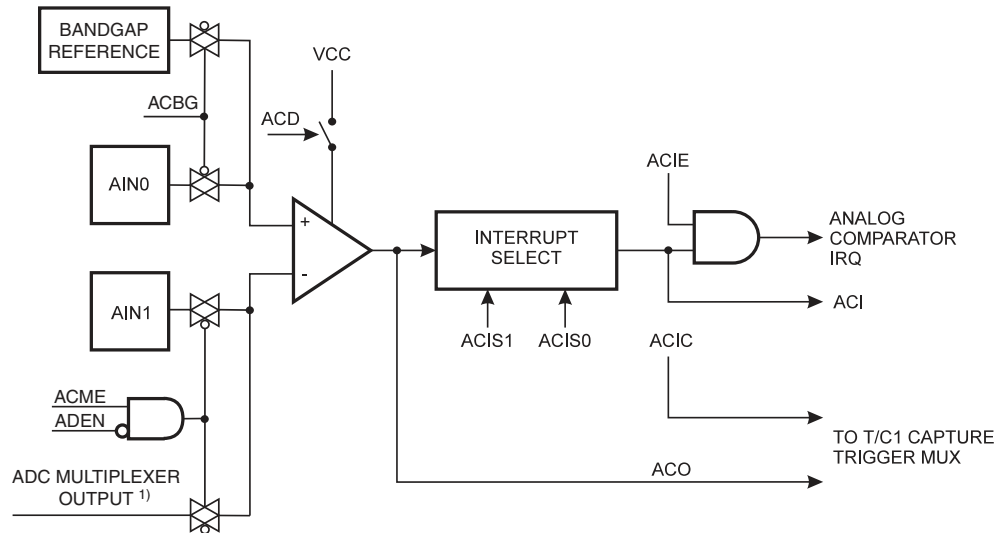 BANDGAP
REFERENCE
VCC
ACBG
ACD
AIN0
ACIE
+
INTERRUPT
SELECT
ANALOG
COMPARATOR
IRQ
-
AIN1
ACI
ACIS1 ACIS0
ACIC
ACME
ADEN
TO T/C1 CAPTURE
TRIGGER MUX
ADC MULTIPLEXER
OUTPUT 1)
ACO